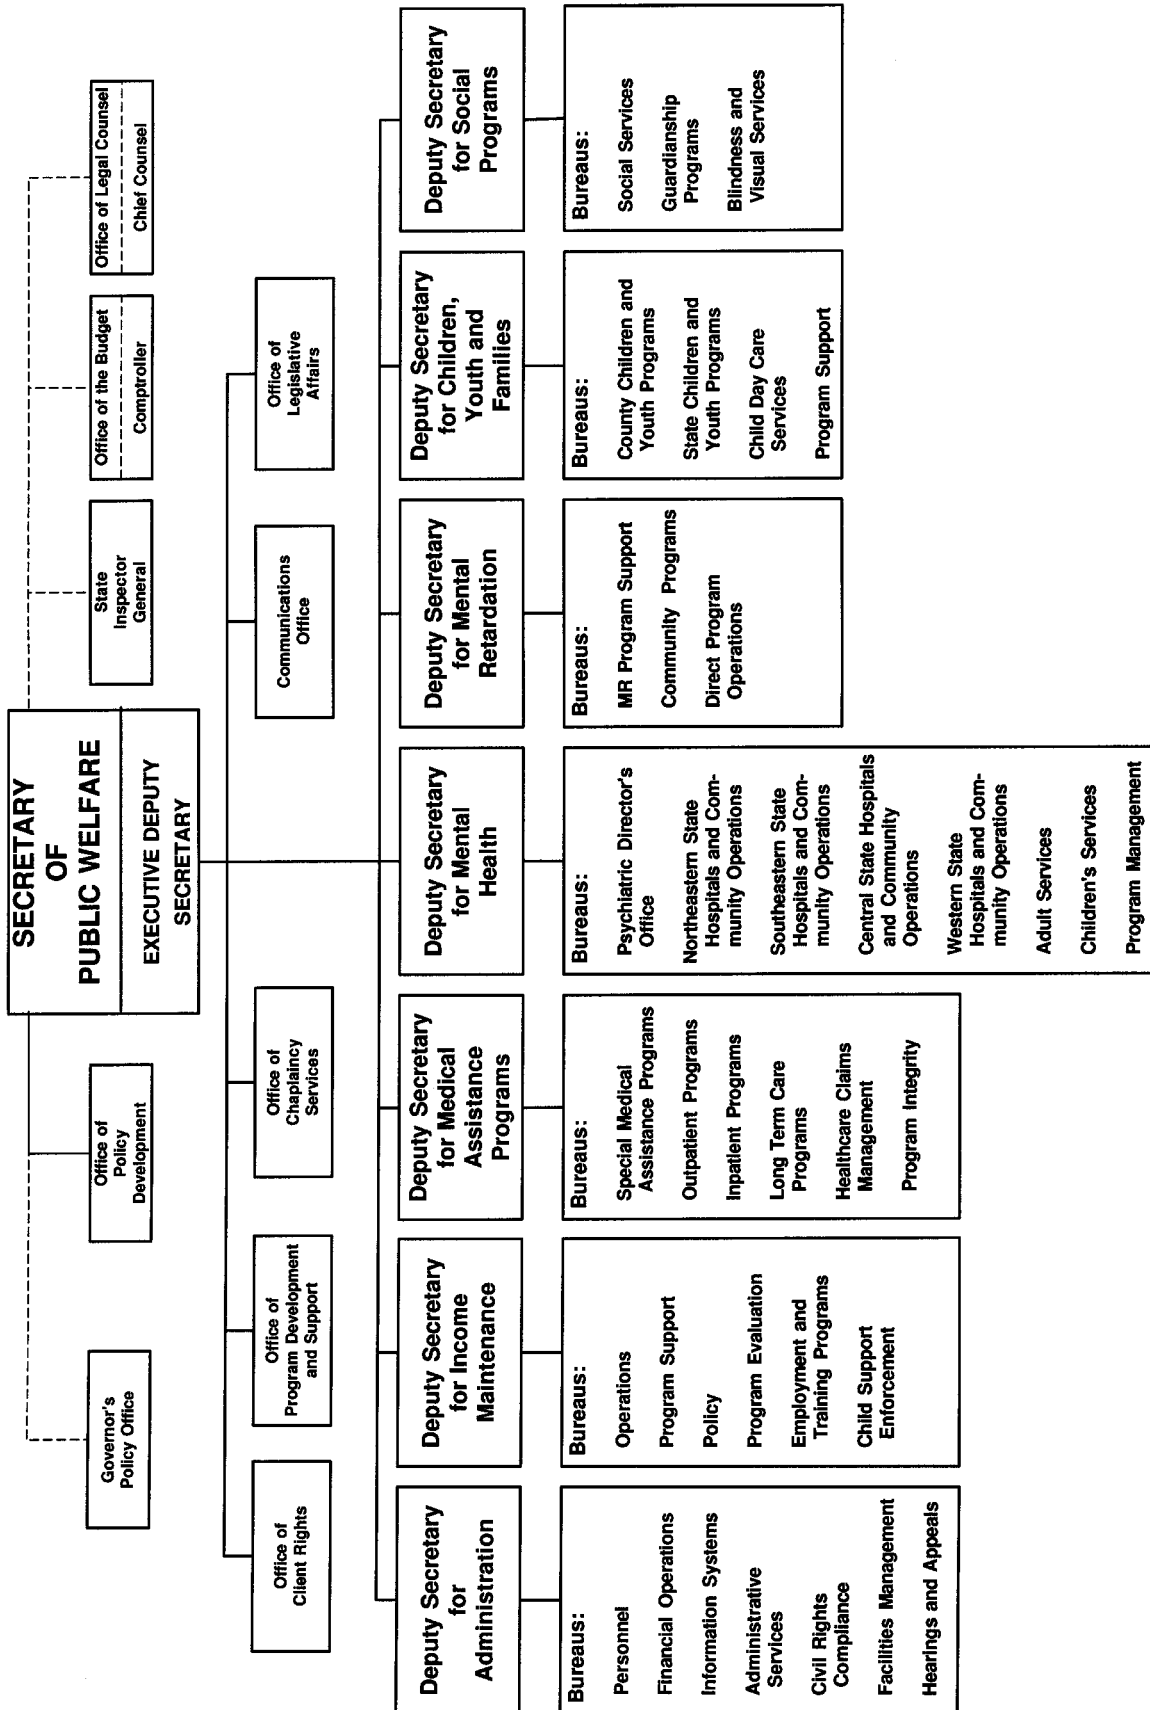 SECRETARY
OF
PUBLIC WELFARE
EXECUTIVE DEPUTY
SECRETARY
Governor's
Policy Office
Office of
Policy
Development
State
Inspector
General
Office of the Budget
Comptroller
Office of Legal Counsel
Chief Counsel
Office of
Client Rights
Office of
Program Development
and Support
Office of
Chaplaincy
Services
Communications
Office
Office of
Legislative
Affairs
Deputy Secretary
for
Administration
Bureaus:
Personnel
Financial Operations
Information Systems
Administrative
Services
Civil Rights
Compliance
Facilities Management
Hearings and Appeals
Deputy Secretary
for Income
Maintenance
Bureaus:
Operations
Program Support
Policy
Program Evaluation
Employment and
Training Programs
Child Support
Enforcement
Deputy Secretary
for Medical
Assistance
Programs
Bureaus:
Special Medical
Assistance Programs
Outpatient Programs
Inpatient Programs
Long Term Care
Programs
Healthcare Claims
Management
Program Integrity
Deputy Secretary
for Mental
Health
Bureaus:
Psychiatric Director's
Office
Northeastern State
Hospitals and Com-
munity Operations
Southeastern State
Hospitals and Com-
munity Operations
Central State Hospitals
and Community
Operations
Western State
Hospitals and Com-
munity Operations
Adult Services
Children's Services
Program Management
Deputy Secretary
for Mental
Retardation
Bureaus:
MR Program Support
Community Programs
Direct Program
Operations
Deputy Secretary
for Children,
Youth and
Families
Bureaus:
County Children and
Youth Programs
State Children and
Youth Programs
Child Day Care
Services
Program Support
Deputy Secretary
for Social
Programs
Bureaus:
Social Services
Guardianship
Programs
Blindness and
Visual Services